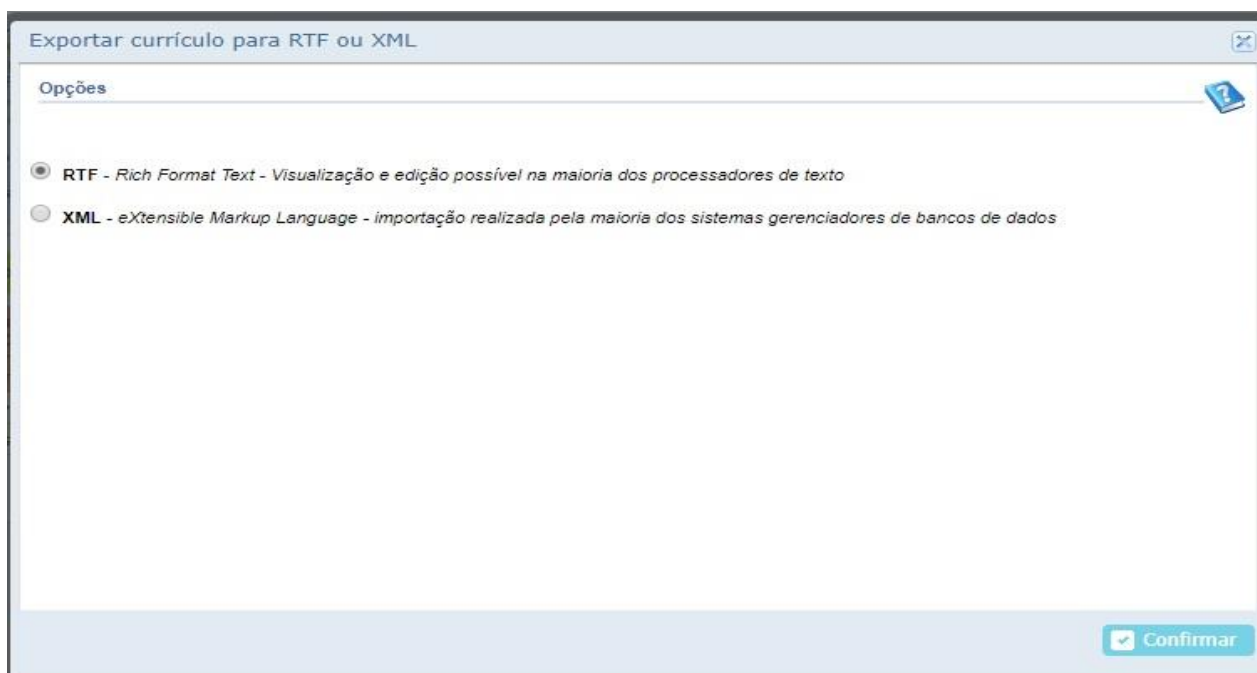 Exportar currículo para RTF ou XML
Opções
RTF - Rich Format Text - Visualização e edição possível na maioria dos processadores de texto
XML - eXtensible Markup Language - importação realizada pela maioria dos sistemas gerenciadores de bancos de dados
Confirmar